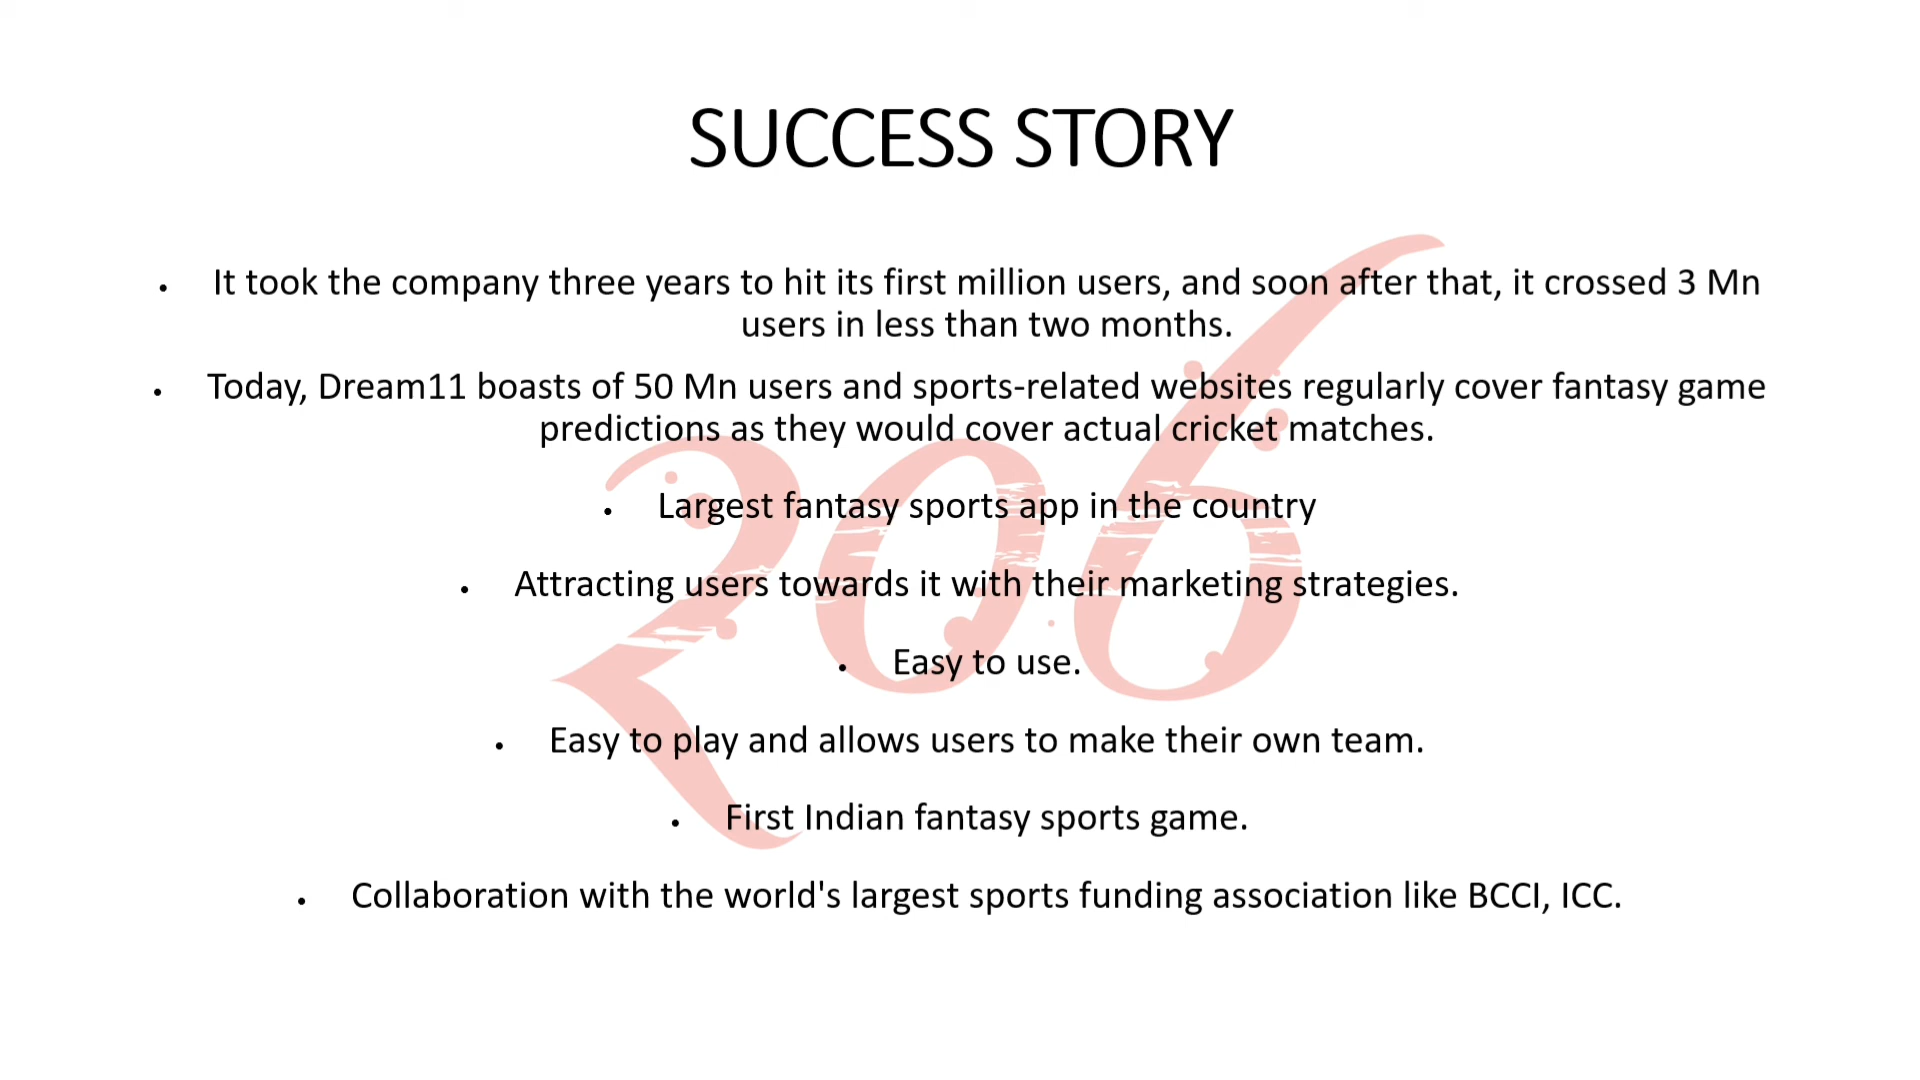 SUCCESS STORY
• It took the company three years to hit its first million users, and soon after that, it crossed 3 Mn
users in less than two months.
• Today, Dream11 boasts of 50 Mn users and sports-related websites regularly cover fantasy game
predictions as they would cover actual cricket matches.
• Largest fantasy sports app in the country
• Attracting users towards it with their marketing strategies.
• Easy to use.
• Easy to play and allows users to make their own team.
• First Indian fantasy sports game.
• Collaboration with the world's largest sports funding association like BCCI, ICC.
206